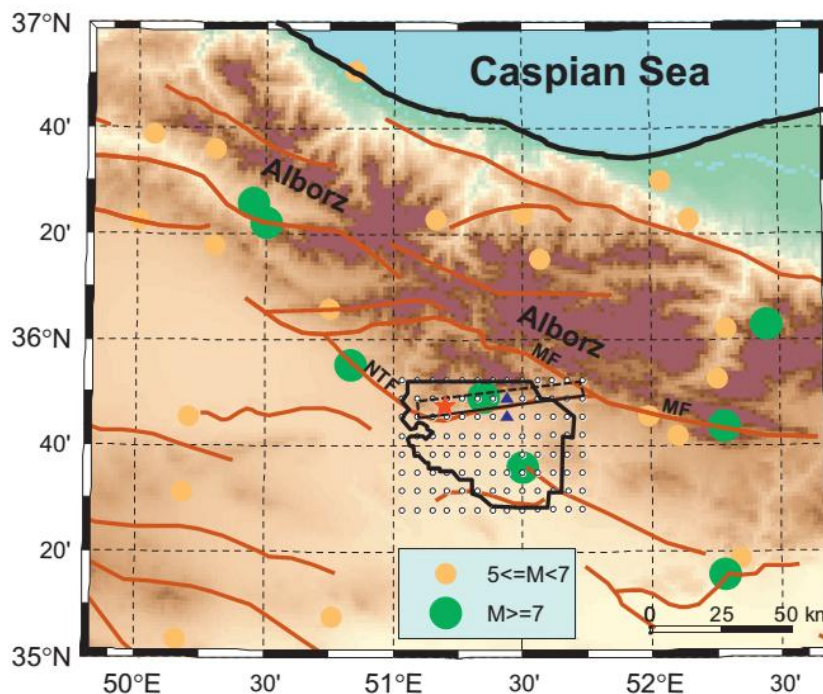 37°N
Caspian Sea
40'
Alborz
20'
36°N
Alborz
MF
NTF
MF
40'
20'
5<=M<7
M>=7
0 25 50 km
35°N
50°E 30' 51°E 30' 52°E 30'